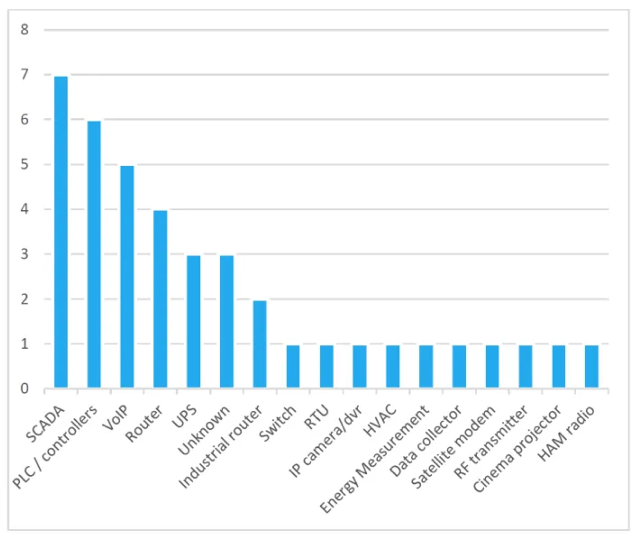 8
7
6
5
4
3
2
1
0
SCADA
PLC / controllers
VoIP
Router
UPS
Unknown
Industrial router
Switch
RTU
IP camera/dvr
HVAC
Energy Measurement
Data collector
Satellite modem
RF transmitter
Cinema projector
HAM radio